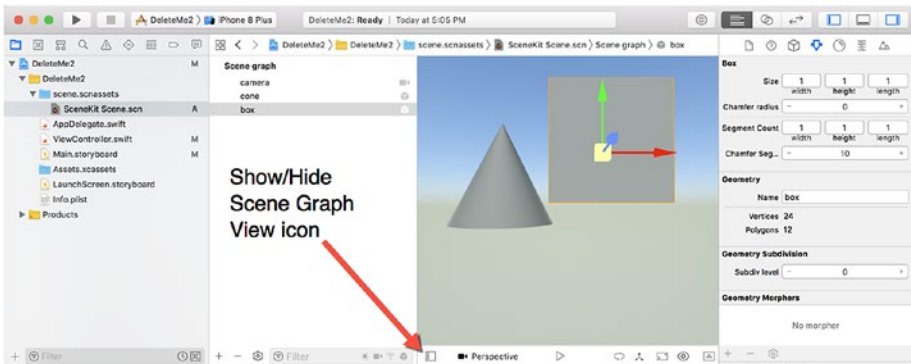 DeleteMe2 〉 iPhone 8 Plus
DeleteMe2: Ready | Today at 5:05 PM
DeleteMe2 〉 DeleteMe2 〉 scene.scnassets 〉 SceneKit Scene.scn 〉 Scene graph 〉 box
DeleteMe2 M
DeleteMe2
scene.scnassets
SceneKit Scene.scn A
AppDelegate.swift
ViewController.swift M
Main.storyboard M
Assets.xcassets
LaunchScreen.storyboard
Info.plist
Products
Filter
Scene graph
camera
cone
box
Show/Hide
Scene Graph
View icon
Filter
Perspective
Box
Size 1 1 1
width height length
Chamfer radius − 0 +
Segment Count 1 1 1
width height length
Chamfer Seg... − 10 +
Geometry
Name box
Vertices 24
Polygons 12
Geometry Subdivision
Subdiv level − 0 +
Geometry Morphers
No morpher